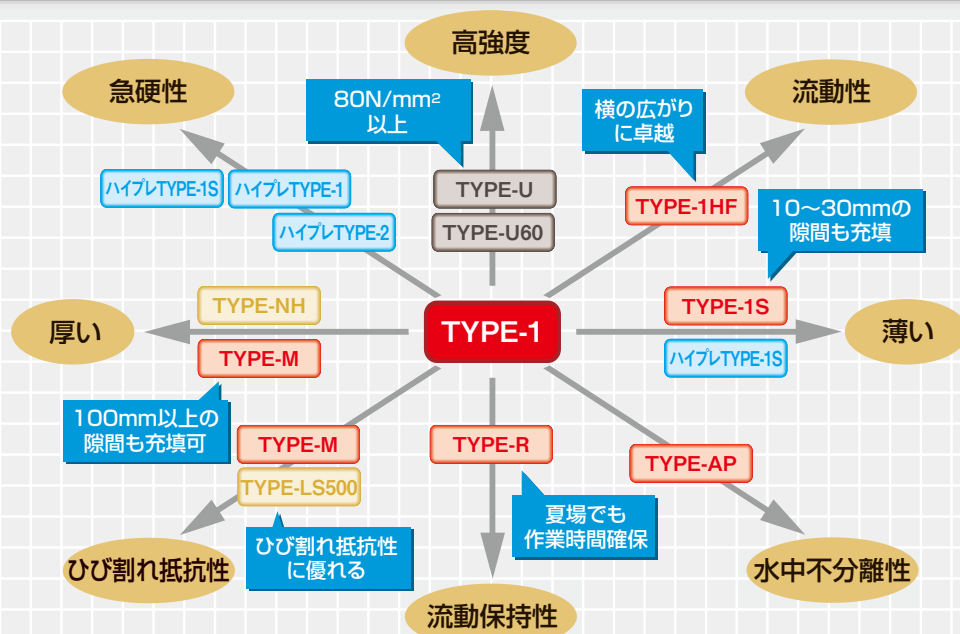 高強度
急硬性
流動性
80N/mm²
以上
横の広がり
に卓越
ハイプレTYPE-1S
ハイプレTYPE-1
TYPE-U
TYPE-1HF
10〜30mmの
隙間も充填
ハイプレTYPE-2
TYPE-U60
TYPE-NH
TYPE-1S
厚い
TYPE-1
薄い
TYPE-M
ハイプレTYPE-1S
100mm以上の
隙間も充填可
TYPE-M
TYPE-R
TYPE-AP
TYPE-LS500
夏場でも
作業時間確保
ひび割れ抵抗性
に優れる
ひび割れ抵抗性
水中不分離性
流動保持性